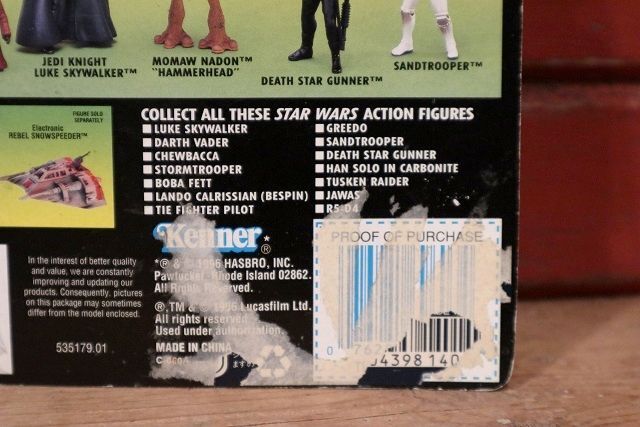 JEDI KNIGHT
LUKE SKYWALKER™
MOMAW NADON™
"HAMMERHEAD"
DEATH STAR GUNNER™
SANDTROOPER™
FIGURE SOLD
SEPARATELY
Electronic
REBEL SNOWSPEEDER™
COLLECT ALL THESE STAR WARS ACTION FIGURES
LUKE SKYWALKER
DARTH VADER
CHEWBACCA
STORMTROOPER
BOBA FETT
LANDO CALRISSIAN (BESPIN)
TIE FIGHTER PILOT
GREEDO
SANDTROOPER
DEATH STAR GUNNER
HAN SOLO IN CARBONITE
TUSKEN RAIDER
JAWAS
R5-D4
Kenner®
*® & © 1996 HASBRO, INC.
Pawtucket, Rhode Island 02862.
All Rights Reserved.
®,™ & © 1996 Lucasfilm Ltd.
All rights reserved.
Used under authorization.
MADE IN CHINA
In the interest of better quality
and value, we are constantly
improving and updating our
products. Consequently, pictures
on this package may sometimes
differ from the model enclosed.
535179.01
PROOF OF PURCHASE